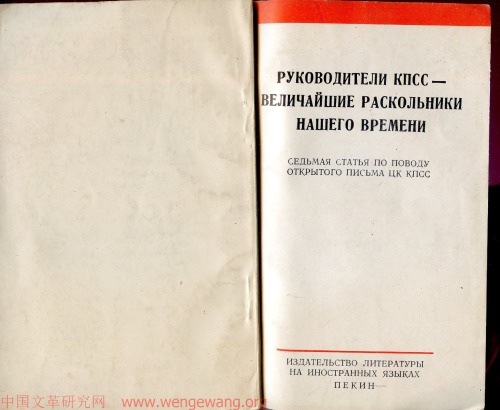 РУКОВОДИТЕЛИ КПСС —
ВЕЛИЧАЙШИЕ РАСКОЛЬНИКИ
НАШЕГО ВРЕМЕНИ
СЕДЬМАЯ СТАТЬЯ ПО ПОВОДУ
ОТКРЫТОГО ПИСЬМА ЦК КПСС
ИЗДАТЕЛЬСТВО ЛИТЕРАТУРЫ
НА ИНОСТРАННЫХ ЯЗЫКАХ
ПЕКИН
中国文革研究网 www.wengewang.org